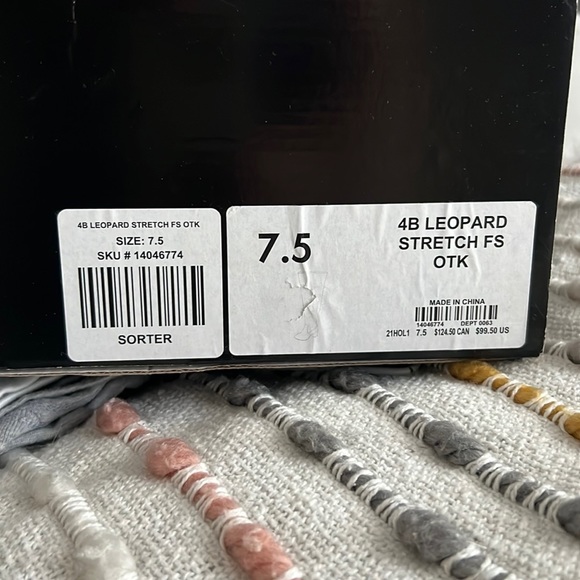 4B LEOPARD STRETCH FS OTK
SIZE: 7.5
SKU # 14046774
SORTER
7.5
4B LEOPARD
STRETCH FS
OTK
MADE IN CHINA
14046774 DEPT 0063
21HOL1 7.5 $124.50 CAN $99.50 US